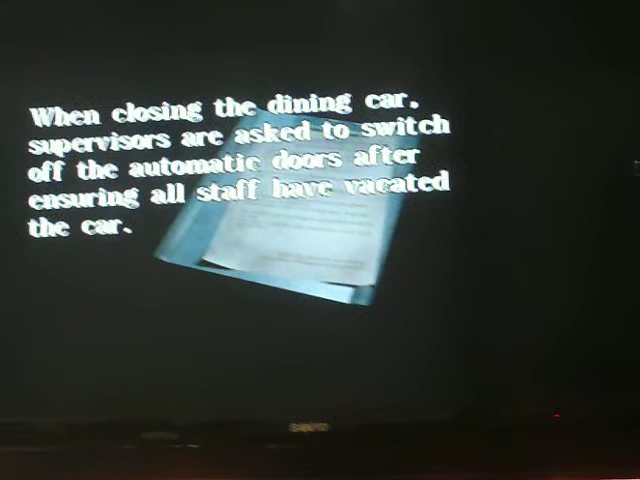 When closing the dining car.
supervisors are asked to switch
off the automatic doors after
ensuring all staff have vacated
the car.
SANYO